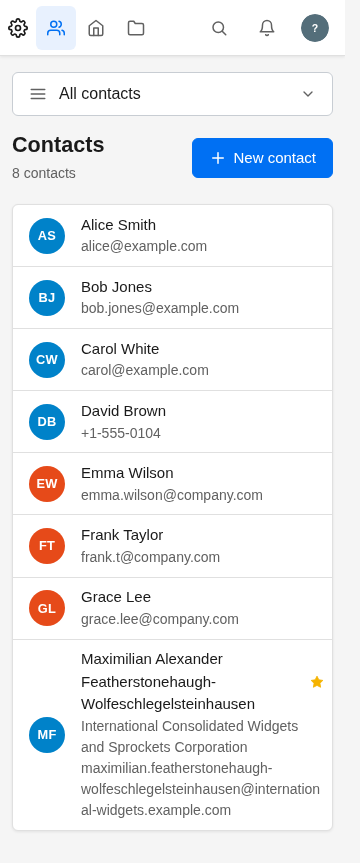 ?
All contacts
Contacts
8 contacts
New contact
AS
Alice Smith
alice@example.com
BJ
Bob Jones
bob.jones@example.com
CW
Carol White
carol@example.com
DB
David Brown
+1-555-0104
EW
Emma Wilson
emma.wilson@company.com
FT
Frank Taylor
frank.t@company.com
GL
Grace Lee
grace.lee@company.com
MF
Maximilian Alexander
Featherstonehaugh-
Wolfeschlegelsteinhausen
International Consolidated Widgets
and Sprockets Corporation
maximilian.featherstonehaugh-
wolfeschlegelsteinhausen@internation
al-widgets.example.com